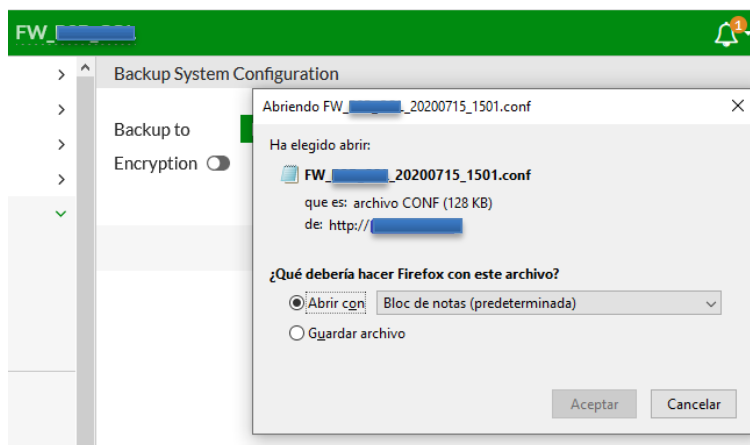 FW_
1
Backup System Configuration
Abriendo FW_ _20200715_1501.conf
Backup to
Encryption
Ha elegido abrir:
FW_ _20200715_1501.conf
que es: archivo CONF (128 KB)
de: http://
¿Qué debería hacer Firefox con este archivo?
Abrir con Bloc de notas (predeterminada)
Guardar archivo
Aceptar Cancelar